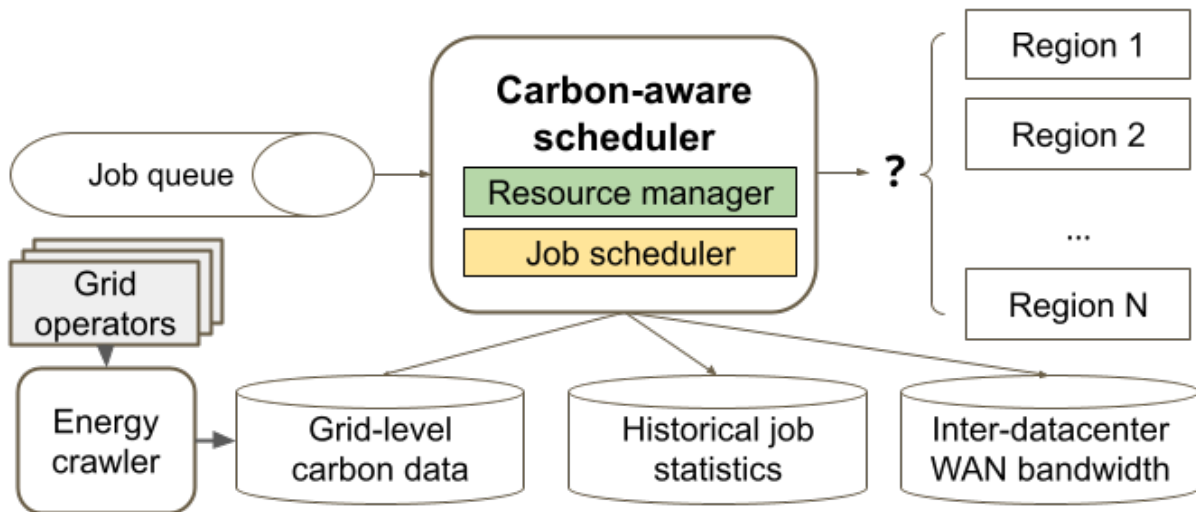 Carbon-aware
scheduler
Resource manager
Job scheduler
Job queue
?
Region 1
Region 2
...
Region N
Grid
operators
Energy
crawler
Grid-level
carbon data
Historical job
statistics
Inter-datacenter
WAN bandwidth